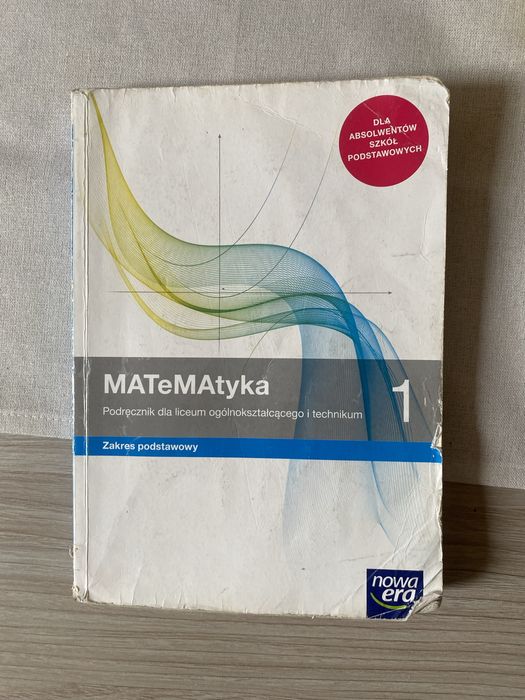 DLA
ABSOLWENTÓW
SZKÓŁ
PODSTAWOWYCH
MATeMAtyka
1
Podręcznik dla liceum ogólnokształcącego i technikum
Zakres podstawowy
nowa
era